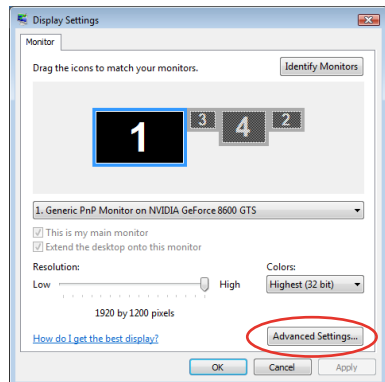 Display Settings
Monitor
Drag the icons to match your monitors.
Identify Monitors
1
3
4
2
1. Generic PnP Monitor on NVIDIA GeForce 8600 GTS
This is my main monitor
Extend the desktop onto this monitor
Resolution:
Colors:
Low
High
Highest (32 bit)
1920 by 1200 pixels
How do I get the best display?
Advanced Settings...
OK
Cancel
Apply